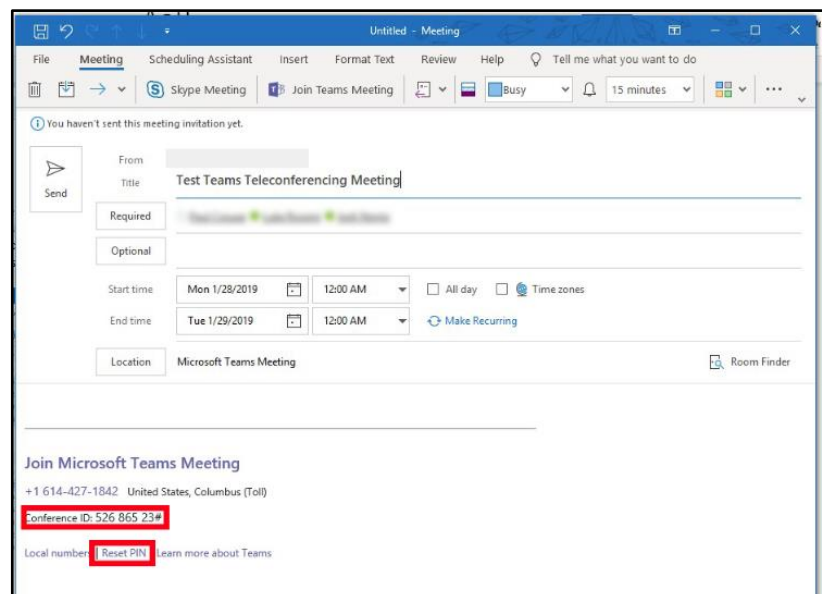 Untitled - Meeting
File Meeting Scheduling Assistant Insert Format Text Review Help Tell me what you want to do
Skype Meeting Join Teams Meeting Busy 15 minutes
You haven't sent this meeting invitation yet.
Send
From
Title Test Teams Teleconferencing Meeting
Required
Optional
Start time Mon 1/28/2019 12:00 AM All day Time zones
End time Tue 1/29/2019 12:00 AM Make Recurring
Location Microsoft Teams Meeting Room Finder
Join Microsoft Teams Meeting
+1 614-427-1842 United States, Columbus (Toll)
Conference ID: 526 865 23#
Local numbers | Reset PIN Learn more about Teams